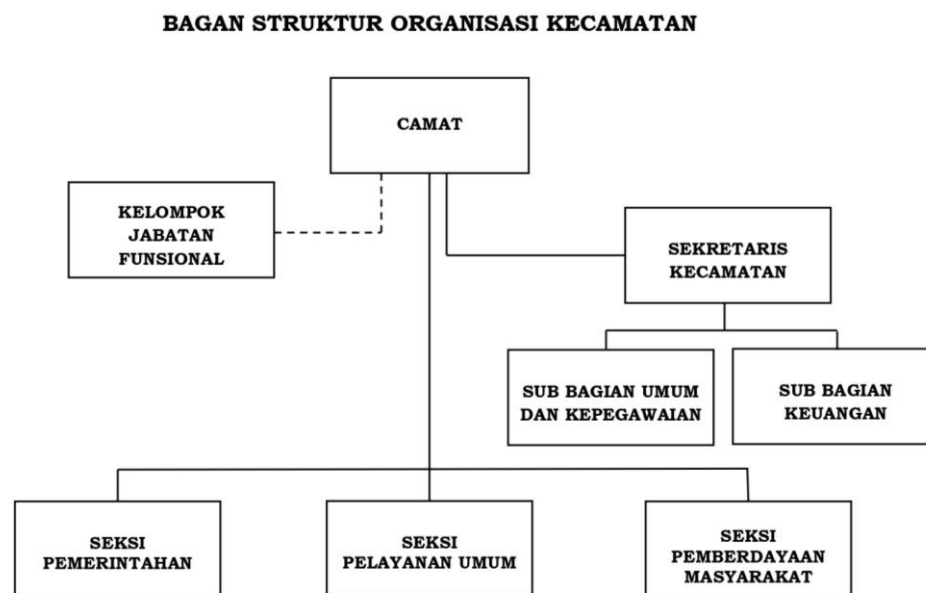 BAGAN STRUKTUR ORGANISASI KECAMATAN
CAMAT
KELOMPOK
JABATAN
FUNSIONAL
SEKRETARIS
KECAMATAN
SUB BAGIAN UMUM
DAN KEPEGAWAIAN
SUB BAGIAN
KEUANGAN
SEKSI
PEMERINTAHAN
SEKSI
PELAYANAN UMUM
SEKSI
PEMBERDAYAAN
MASYARAKAT